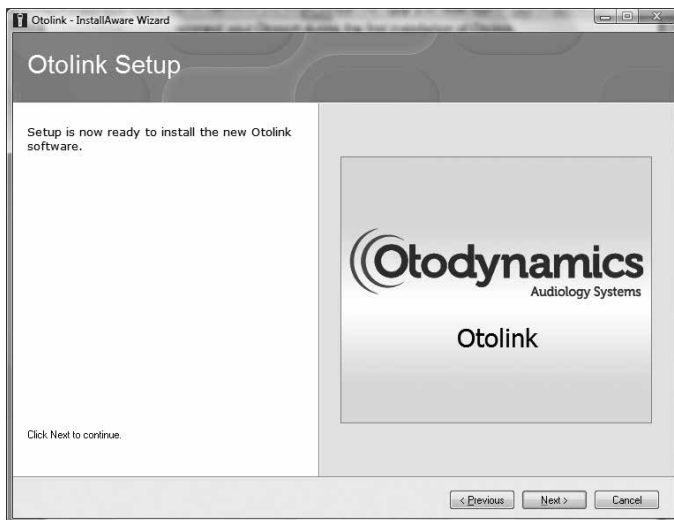 Otolink - InstallAware Wizard
Otolink Setup
Setup is now ready to install the new Otolink
software.
Otodynamics
Audiology Systems
Otolink
Click Next to continue.
< Previous
Next >
Cancel